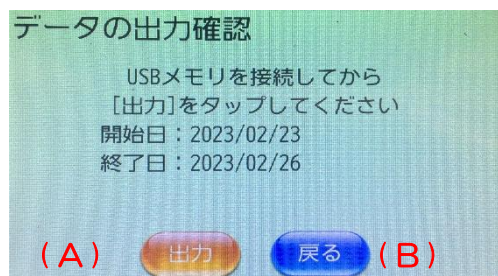 データの出力確認
USBメモリを接続してから
[出力]をタップしてください
開始日：2023/02/23
終了日：2023/02/26
(A) 出力 戻る (B)